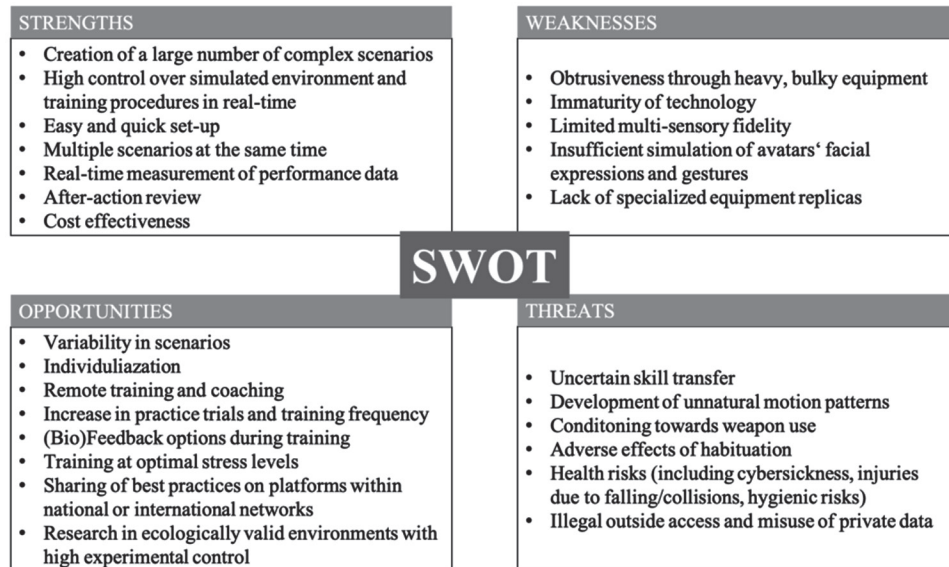 STRENGTHS
• Creation of a large number of complex scenarios
• High control over simulated environment and
training procedures in real-time
• Easy and quick set-up
• Multiple scenarios at the same time
• Real-time measurement of performance data
• After-action review
• Cost effectiveness
WEAKNESSES
• Obtrusiveness through heavy, bulky equipment
• Immaturity of technology
• Limited multi-sensory fidelity
• Insufficient simulation of avatars‘ facial
expressions and gestures
• Lack of specialized equipment replicas
SWOT
OPPORTUNITIES
• Variability in scenarios
• Individuliazation
• Remote training and coaching
• Increase in practice trials and training frequency
• (Bio)Feedback options during training
• Training at optimal stress levels
• Sharing of best practices on platforms within
national or international networks
• Research in ecologically valid environments with
high experimental control
THREATS
• Uncertain skill transfer
• Development of unnatural motion patterns
• Conditoning towards weapon use
• Adverse effects of habituation
• Health risks (including cybersickness, injuries
due to falling/collisions, hygienic risks)
• Illegal outside access and misuse of private data